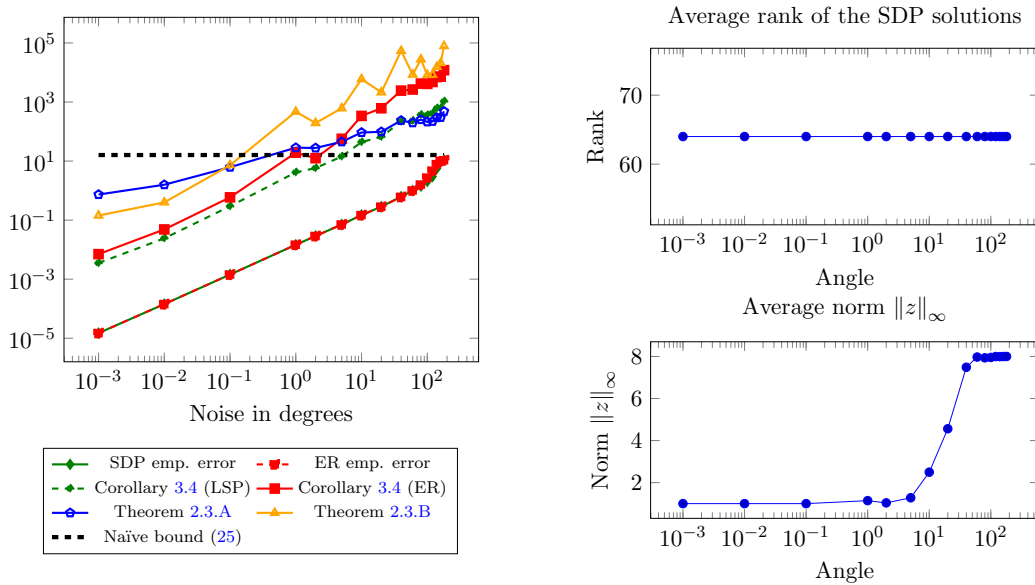 10^5
10^3
10^1
10^−1
10^−3
10^−5
10^−3 10^−2 10^−1 10^0 10^1 10^2
Noise in degrees
SDP emp. error ER emp. error
Corollary 3.4 (LSP) Corollary 3.4 (ER)
Theorem 2.3.A Theorem 2.3.B
Naïve bound (25)
Average rank of the SDP solutions
70
60
Rank
10^−3 10^−2 10^−1 10^0 10^1 10^2
Angle
Average norm ‖z‖_∞
8
6
4
2
Norm ‖z‖_∞
10^−3 10^−2 10^−1 10^0 10^1 10^2
Angle